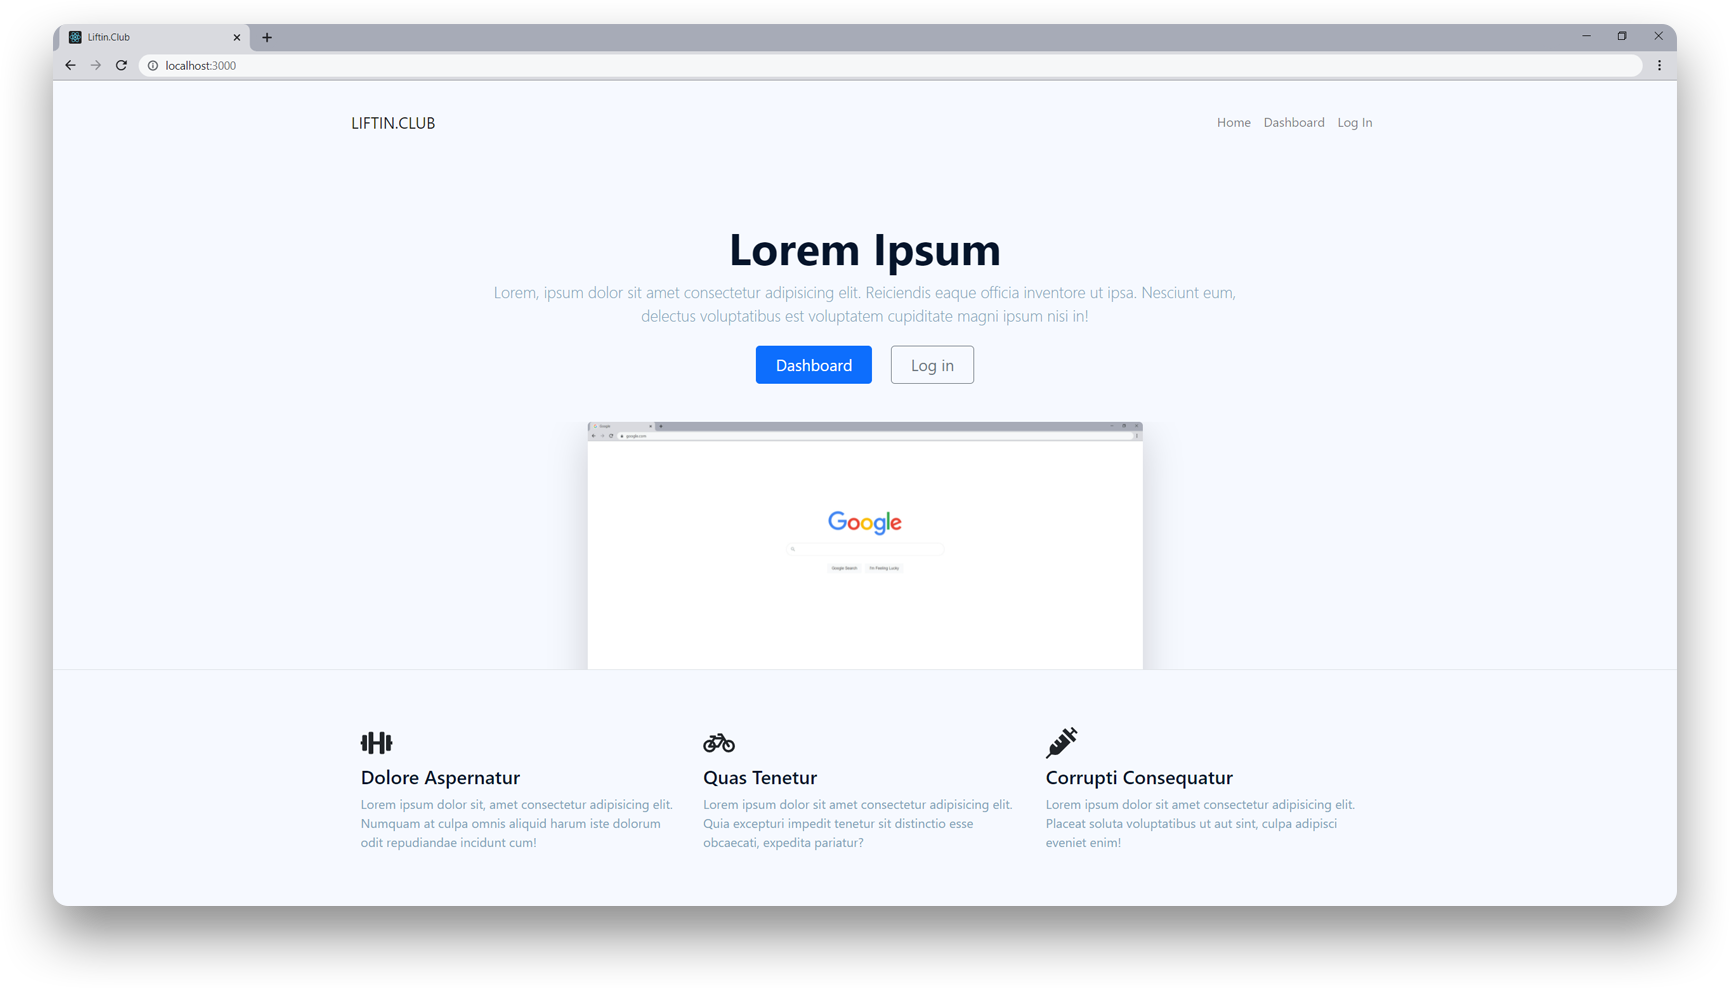 Liftin.Club
localhost:3000
LIFTIN.CLUB
Home Dashboard Log In
Lorem Ipsum
Lorem, ipsum dolor sit amet consectetur adipisicing elit. Reiciendis eaque officia inventore ut ipsa. Nesciunt eum,
delectus voluptatibus est voluptatem cupiditate magni ipsum nisi in!
Dashboard Log in
Google
google.com
Google
Google Search I'm Feeling Lucky
Dolore Aspernatur
Lorem ipsum dolor sit, amet consectetur adipisicing elit.
Numquam at culpa omnis aliquid harum iste dolorum
odit repudiandae incidunt cum!
Quas Tenetur
Lorem ipsum dolor sit amet consectetur adipisicing elit.
Quia excepturi impedit tenetur sit distinctio esse
obcaecati, expedita pariatur?
Corrupti Consequatur
Lorem ipsum dolor sit amet consectetur adipisicing elit.
Placeat soluta voluptatibus ut aut sint, culpa adipisci
eveniet enim!